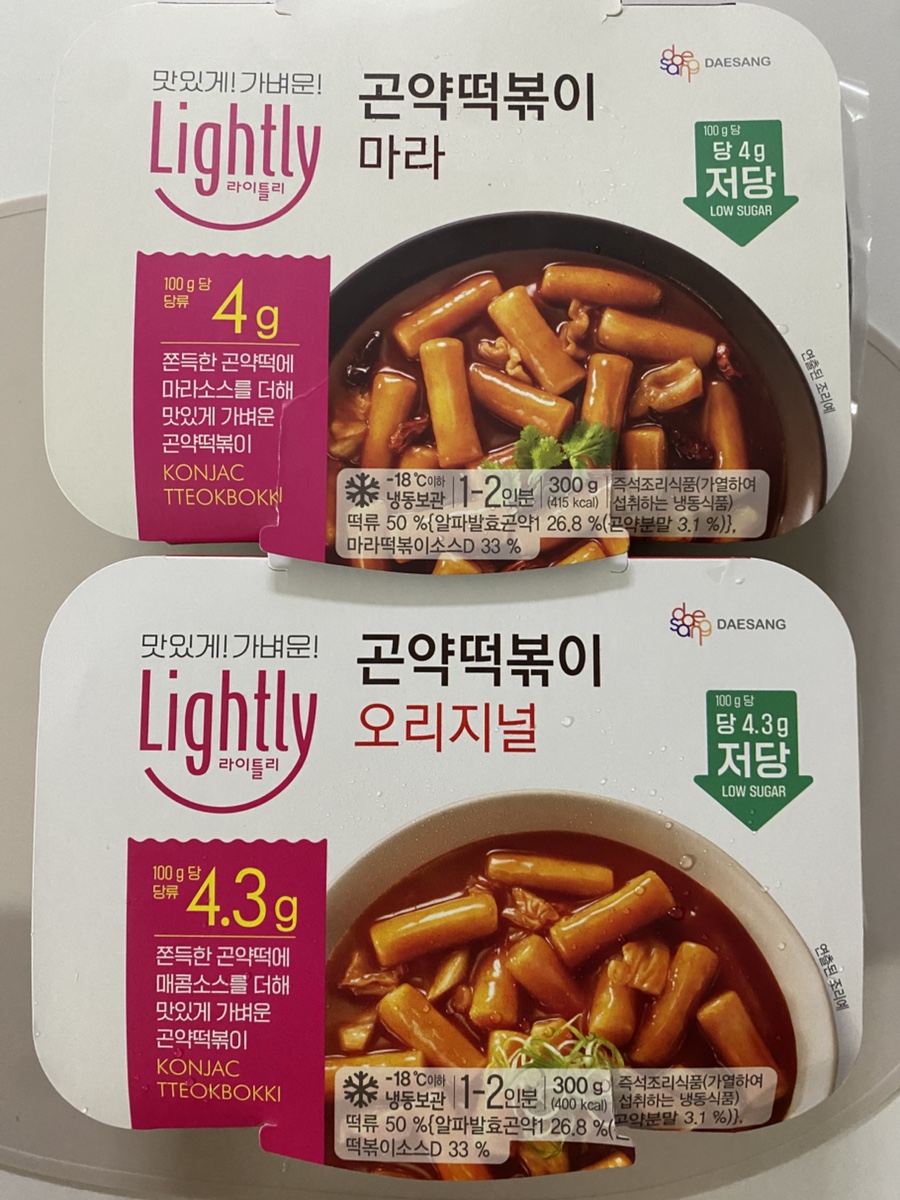 맛있게! 가벼운!
Lightly
라이틀리
곤약떡볶이
마라
daesang DAESANG
100 g 당
당 4g
저당
LOW SUGAR
100 g 당
당류 4 g
쫀득한 곤약떡에
마라소스를 더해
맛있게 가벼운
곤약떡볶이
KONJAC
TTEOKBOKKI
연출된 조리예
-18 ℃이하
냉동보관
1-2인분
300 g
(415 kcal)
즉석조리식품(가열하여
섭취하는 냉동식품)
떡류 50 %{알파발효곤약1 26.8 %(곤약분말 3.1 %)},
마라떡볶이소스D 33 %
맛있게! 가벼운!
Lightly
라이틀리
곤약떡볶이
오리지널
daesang DAESANG
100 g 당
당 4.3g
저당
LOW SUGAR
100 g 당
당류 4.3 g
쫀득한 곤약떡에
매콤소스를 더해
맛있게 가벼운
곤약떡볶이
KONJAC
TTEOKBOKKI
연출된 조리예
-18 ℃이하
냉동보관
1-2인분
300 g
(400 kcal)
즉석조리식품(가열하여
섭취하는 냉동식품)
떡류 50 %{알파발효곤약1 26.8 %(곤약분말 3.1 %)},
떡볶이소스D 33 %